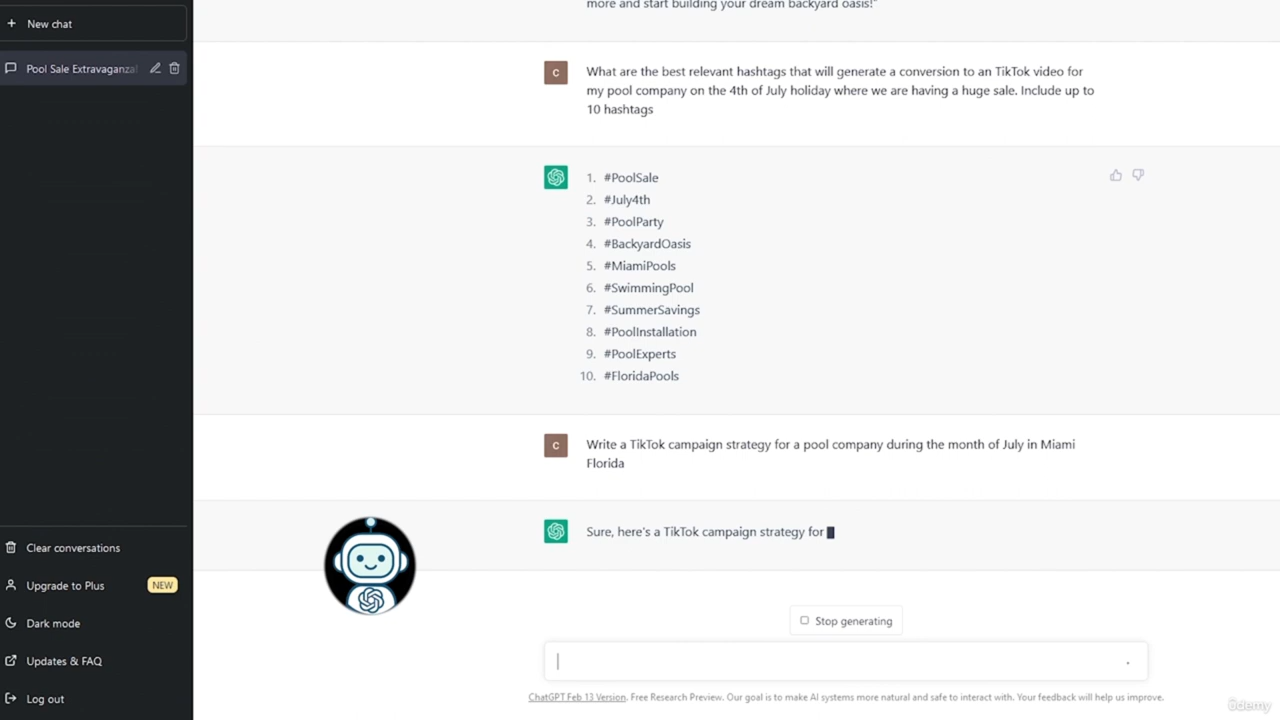 more and start building your dream backyard oasis!"
New chat
Pool Sale Extravaganza!
C
What are the best relevant hashtags that will generate a conversion to an TikTok video for
my pool company on the 4th of July holiday where we are having a huge sale. Include up to
10 hashtags
1. #PoolSale
2. #July4th
3. #PoolParty
4. #BackyardOasis
5. #MiamiPools
6. #SwimmingPool
7. #SummerSavings
8. #PoolInstallation
9. #PoolExperts
10. #FloridaPools
C
Write a TikTok campaign strategy for a pool company during the month of July in Miami
Florida
Sure, here's a TikTok campaign strategy for
Clear conversations
Upgrade to Plus NEW
Dark mode
Updates & FAQ
Log out
Stop generating
ChatGPT Feb 13 Version. Free Research Preview. Our goal is to make AI systems more natural and safe to interact with. Your feedback will help us improve.
ûdemy